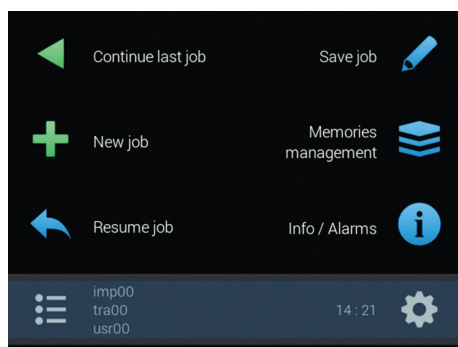 Continue last job
Save job
New job
Memories
management
Resume job
Info / Alarms
imp00
tra00
14 : 21
usr00